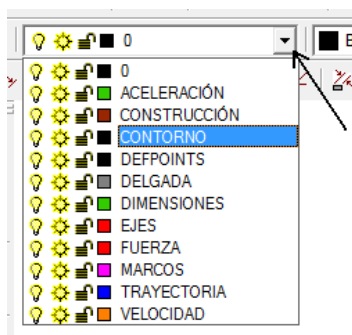 0
0
ACELERACIÓN
CONSTRUCCIÓN
CONTORNO
DEFPOINTS
DELGADA
DIMENSIONES
EJES
FUERZA
MARCOS
TRAYECTORIA
VELOCIDAD